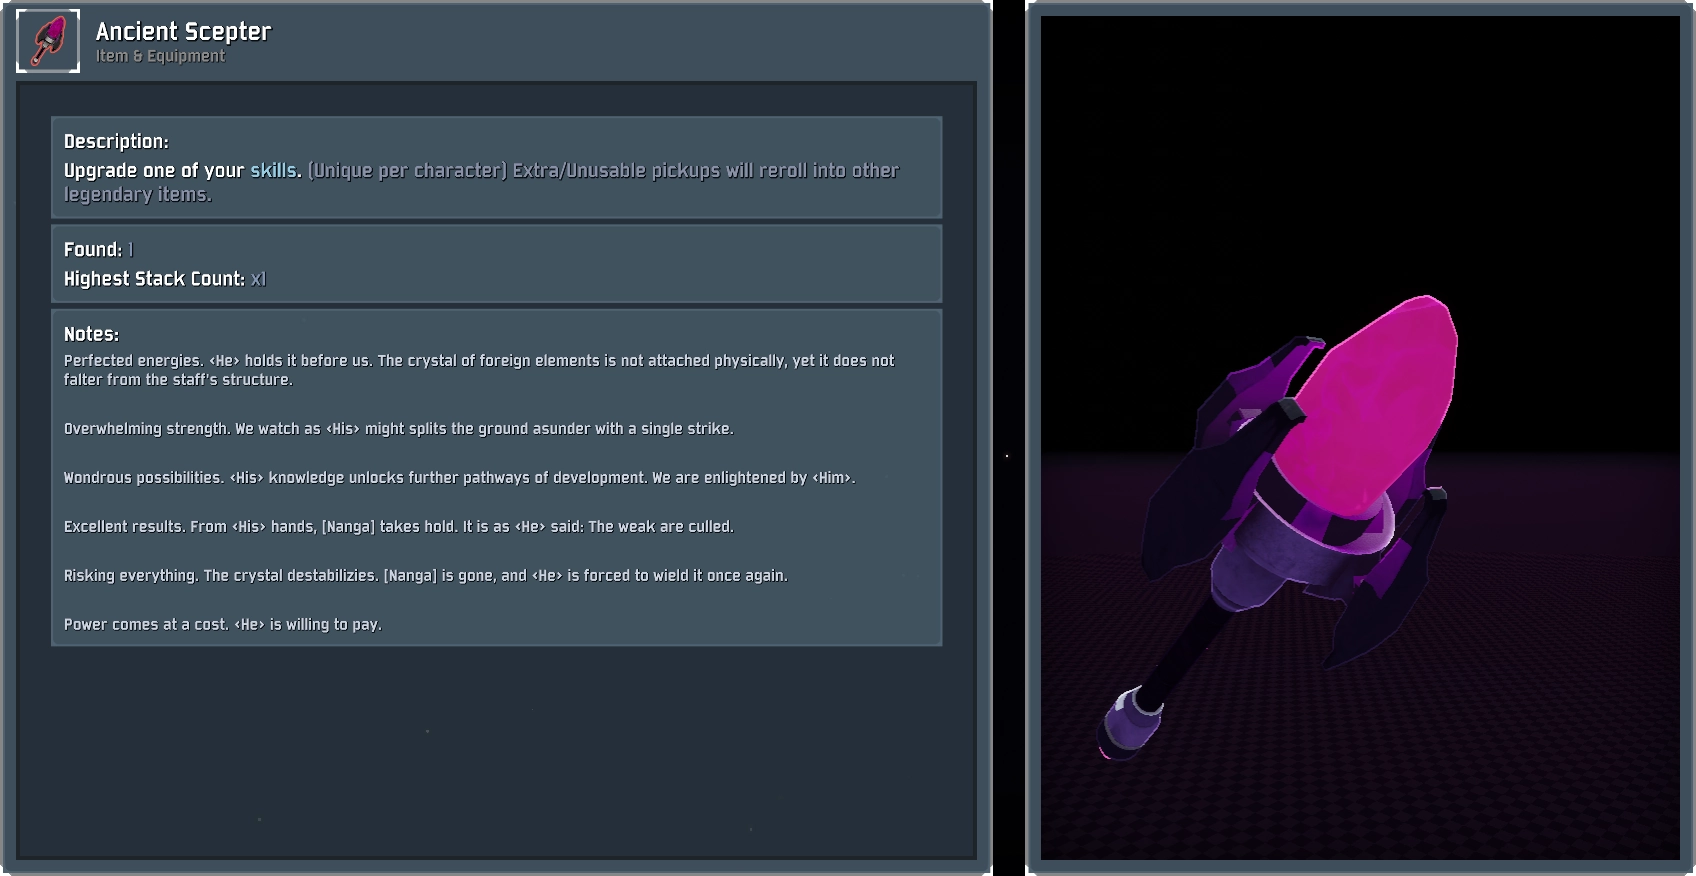 Ancient Scepter
Item & Equipment
Description:
Upgrade one of your skills. (Unique per character) Extra/Unusable pickups will reroll into other
legendary items.
Found: 1
Highest Stack Count: x1
Notes:
Perfected energies. <He> holds it before us. The crystal of foreign elements is not attached physically, yet it does not
falter from the staff's structure.
Overwhelming strength. We watch as <His> might splits the ground asunder with a single strike.
Wondrous possibilities. <His> knowledge unlocks further pathways of development. We are enlightened by <Him>.
Excellent results. From <His> hands, [Nanga] takes hold. It is as <He> said: The weak are culled.
Risking everything. The crystal destabilizies. [Nanga] is gone, and <He> is forced to wield it once again.
Power comes at a cost. <He> is willing to pay.